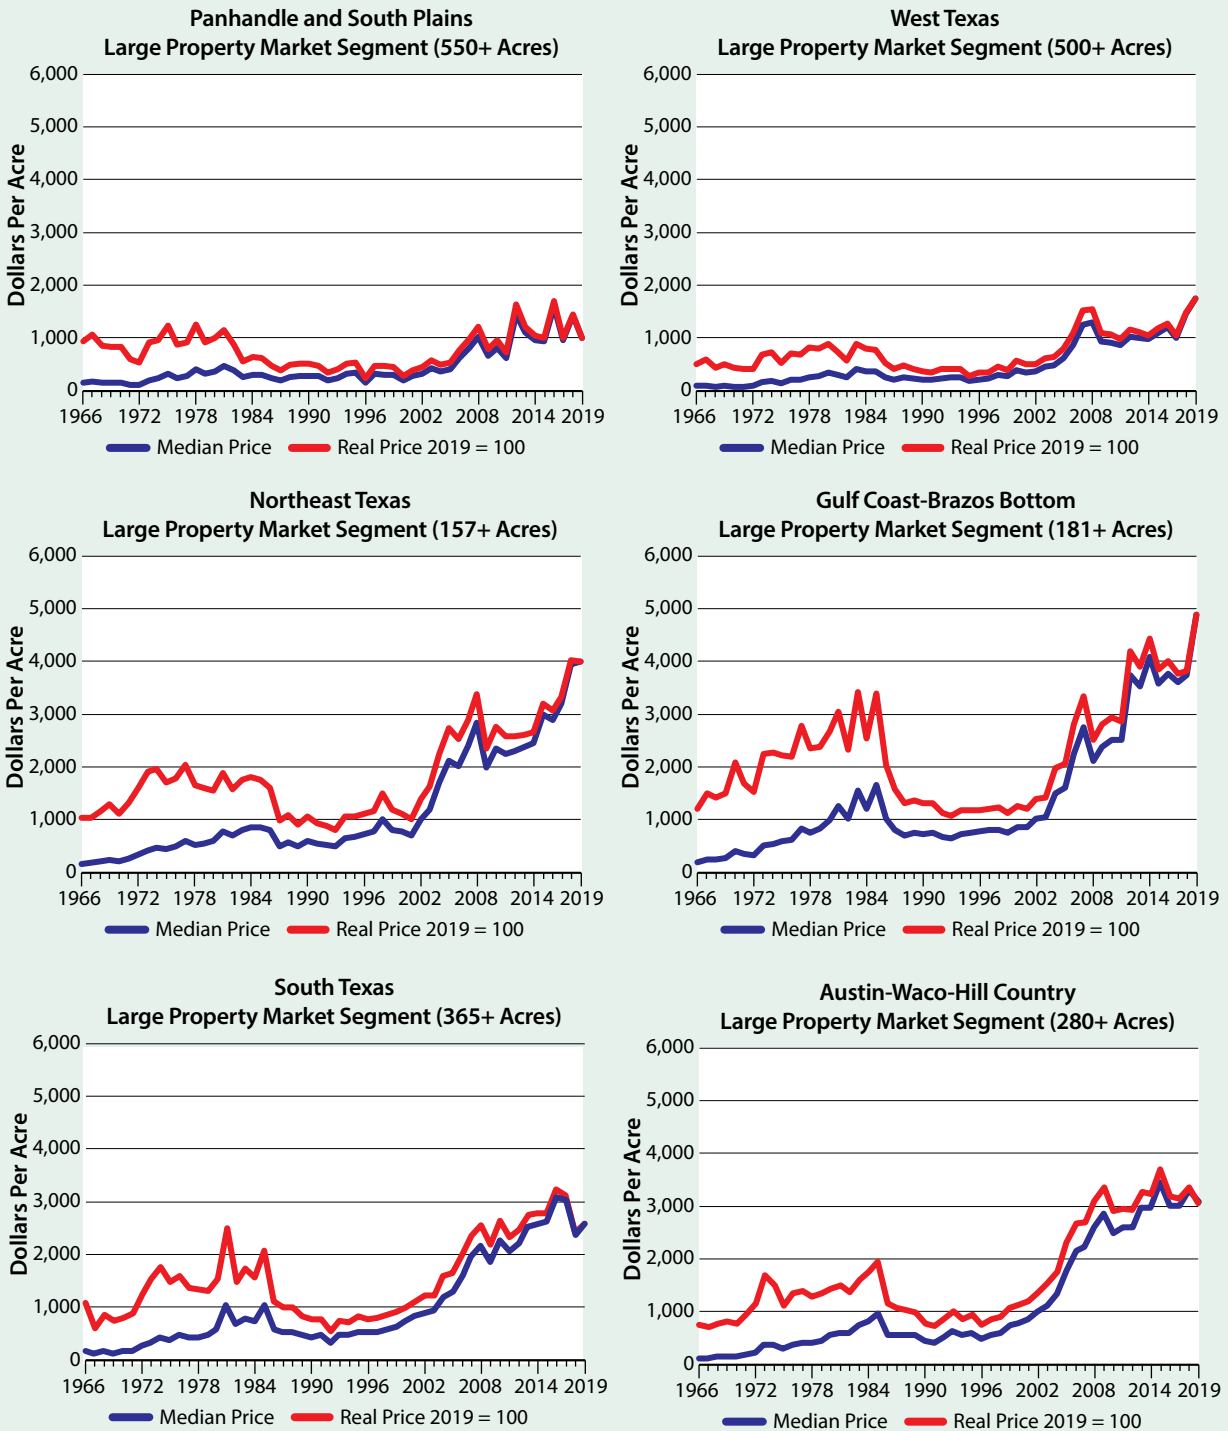 Panhandle and South Plains
Large Property Market Segment (550+ Acres)
Dollars Per Acre
6,000
5,000
4,000
3,000
2,000
1,000
0
1966 1972 1978 1984 1990 1996 2002 2008 2014 2019
Median Price Real Price 2019 = 100
West Texas
Large Property Market Segment (500+ Acres)
Dollars Per Acre
6,000
5,000
4,000
3,000
2,000
1,000
0
1966 1972 1978 1984 1990 1996 2002 2008 2014 2019
Median Price Real Price 2019 = 100
Northeast Texas
Large Property Market Segment (157+ Acres)
Dollars Per Acre
6,000
5,000
4,000
3,000
2,000
1,000
0
1966 1972 1978 1984 1990 1996 2002 2008 2014 2019
Median Price Real Price 2019 = 100
Gulf Coast-Brazos Bottom
Large Property Market Segment (181+ Acres)
Dollars Per Acre
6,000
5,000
4,000
3,000
2,000
1,000
0
1966 1972 1978 1984 1990 1996 2002 2008 2014 2019
Median Price Real Price 2019 = 100
South Texas
Large Property Market Segment (365+ Acres)
Dollars Per Acre
6,000
5,000
4,000
3,000
2,000
1,000
0
1966 1972 1978 1984 1990 1996 2002 2008 2014 2019
Median Price Real Price 2019 = 100
Austin-Waco-Hill Country
Large Property Market Segment (280+ Acres)
Dollars Per Acre
6,000
5,000
4,000
3,000
2,000
1,000
0
1966 1972 1978 1984 1990 1996 2002 2008 2014 2019
Median Price Real Price 2019 = 100